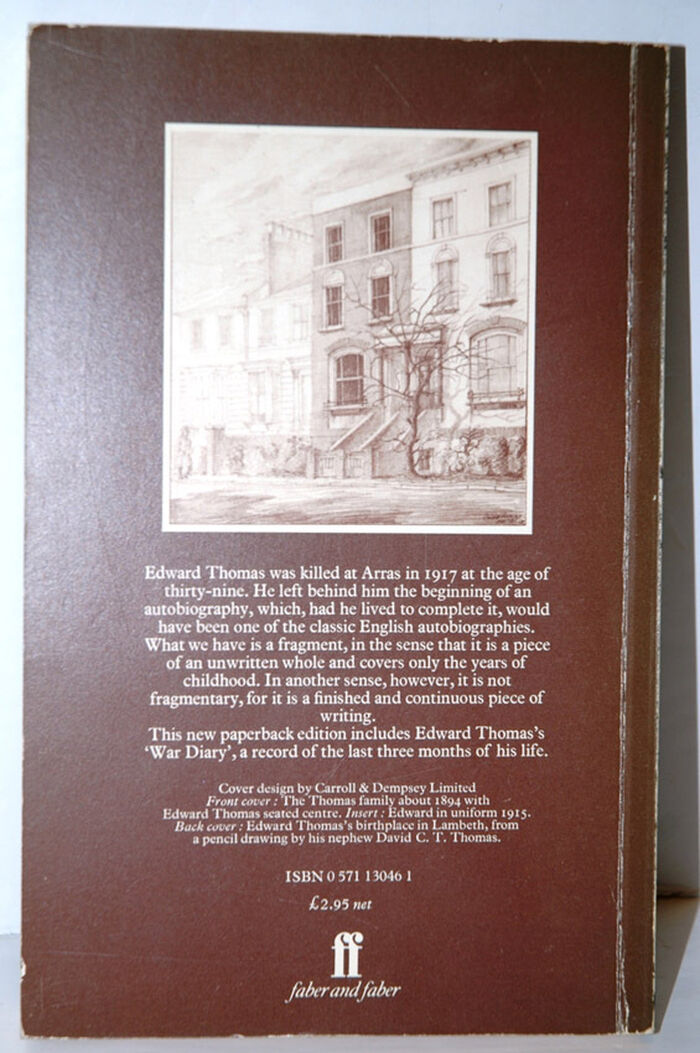 Edward Thomas was killed at Arras in 1917 at the age of
thirty-nine. He left behind him the beginning of an
autobiography, which, had he lived to complete it, would
have been one of the classic English autobiographies.
What we have is a fragment, in the sense that it is a piece
of an unwritten whole and covers only the years of
childhood. In another sense, however, it is not
fragmentary, for it is a finished and continuous piece of
writing.
This new paperback edition includes Edward Thomas's
'War Diary', a record of the last three months of his life.
Cover design by Carroll & Dempsey Limited
Front cover : The Thomas family about 1894 with
Edward Thomas seated centre. Insert : Edward in uniform 1915.
Back cover : Edward Thomas's birthplace in Lambeth, from
a pencil drawing by his nephew David C. T. Thomas.
ISBN 0 571 13046 1
£2.95 net
ff
faber and faber